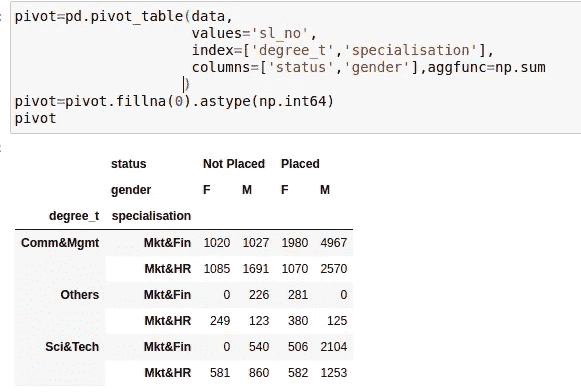 pivot=pd.pivot_table(data,
values='sl_no',
index=['degree_t','specialisation'],
columns=['status','gender'],aggfunc=np.sum
)
pivot=pivot.fillna(0).astype(np.int64)
pivot
status Not Placed Placed
gender F M F M
degree_t specialisation
Comm&Mgmt Mkt&Fin 1020 1027 1980 4967
Mkt&HR 1085 1691 1070 2570
Others Mkt&Fin 0 226 281 0
Mkt&HR 249 123 380 125
Sci&Tech Mkt&Fin 0 540 506 2104
Mkt&HR 581 860 582 1253